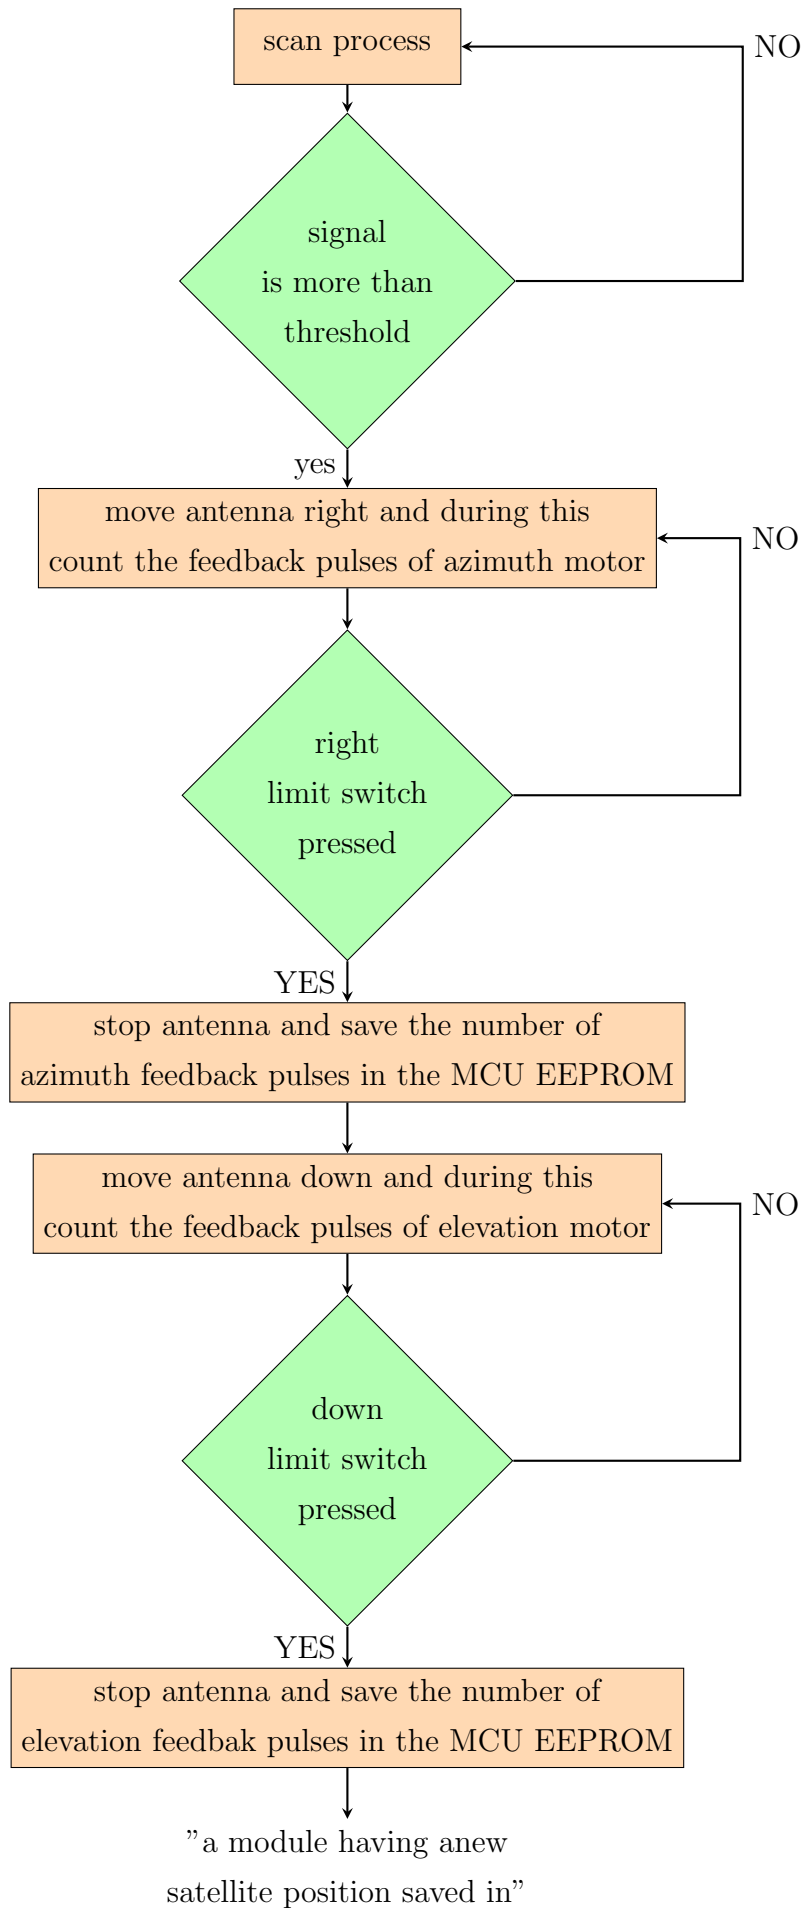 scan process
NO
signal
is more than
threshold
yes
move antenna right and during this
count the feedback pulses of azimuth motor
NO
right
limit switch
pressed
YES
stop antenna and save the number of
azimuth feedback pulses in the MCU EEPROM
move antenna down and during this
count the feedback pulses of elevation motor
NO
down
limit switch
pressed
YES
stop antenna and save the number of
elevation feedbak pulses in the MCU EEPROM
”a module having anew
satellite position saved in”